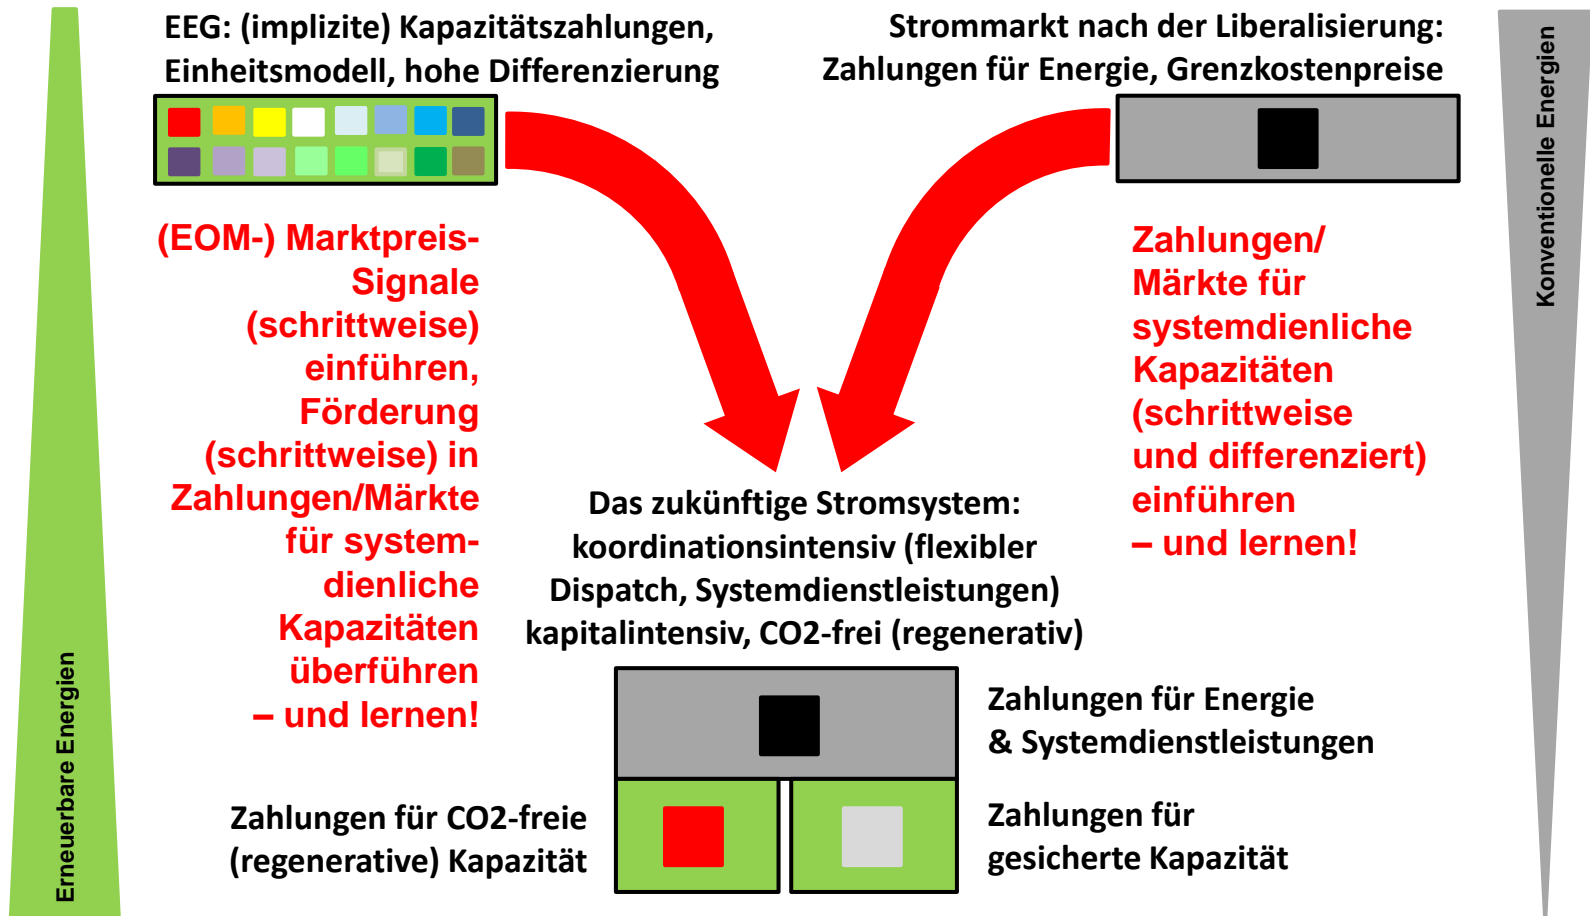 EEG: (implizite) Kapazitätszahlungen,
Einheitsmodell, hohe Differenzierung
Strommarkt nach der Liberalisierung:
Zahlungen für Energie, Grenzkostenpreise
(EOM-) Marktpreis-
Signale
(schrittweise)
einführen,
Förderung
(schrittweise) in
Zahlungen/Märkte
für system-
dienliche
Kapazitäten
überführen
– und lernen!
Zahlungen/
Märkte für
systemdienliche
Kapazitäten
(schrittweise
und differenziert)
einführen
– und lernen!
Das zukünftige Stromsystem:
koordinationsintensiv (flexibler
Dispatch, Systemdienstleistungen)
kapitalintensiv, CO2-frei (regenerativ)
Zahlungen für Energie
& Systemdienstleistungen
Zahlungen für CO2-freie
(regenerative) Kapazität
Zahlungen für
gesicherte Kapazität
Erneuerbare Energien
Konventionelle Energien